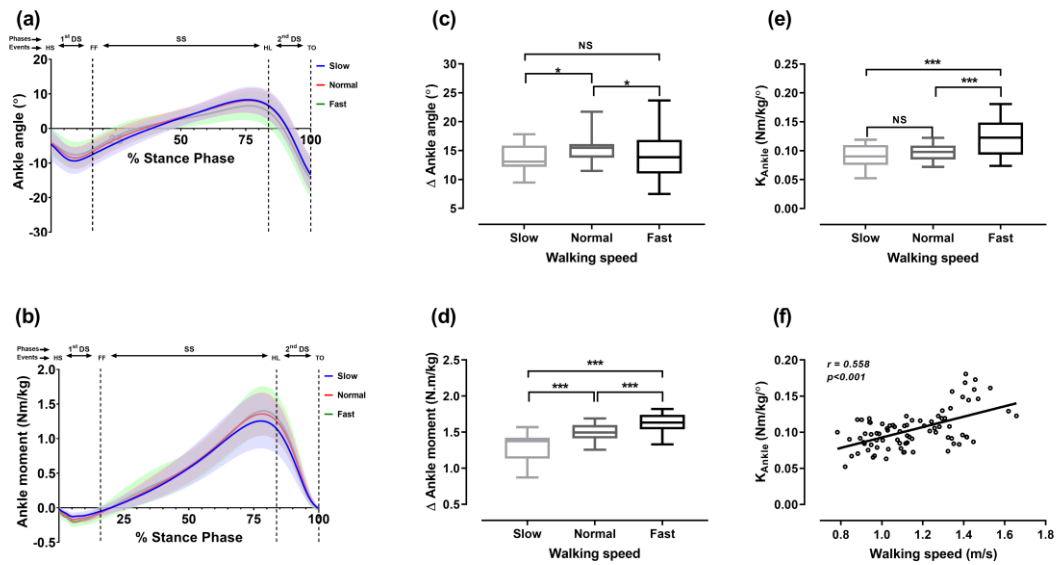 (a)
Phases
Events
HS
1st DS
FF
SS
HL
2nd DS
TO
Slow
Normal
Fast
Ankle angle (°)
20
10
0
-10
-20
-30
50
75
100
% Stance Phase
(b)
Phases
Events
HS
1st DS
FF
SS
HL
2nd DS
TO
Slow
Normal
Fast
Ankle moment (Nm/kg)
2.0
1.5
1.0
0.5
0.0
-0.5
25
50
75
100
% Stance Phase
(c)
Δ Ankle angle (°)
30
25
20
15
10
5
NS
*
*
Slow
Normal
Fast
Walking speed
(d)
Δ Ankle moment (N.m/kg)
2.5
2.0
1.5
1.0
0.5
***
***
***
Slow
Normal
Fast
Walking speed
(e)
KAnkle (Nm/kg/°)
0.25
0.20
0.15
0.10
0.05
0.00
***
***
NS
Slow
Normal
Fast
Walking speed
(f)
KAnkle (Nm/kg/°)
0.20
0.15
0.10
0.05
0.00
r = 0.558
p<0.001
0.8
1.0
1.2
1.4
1.6
1.8
Walking speed (m/s)